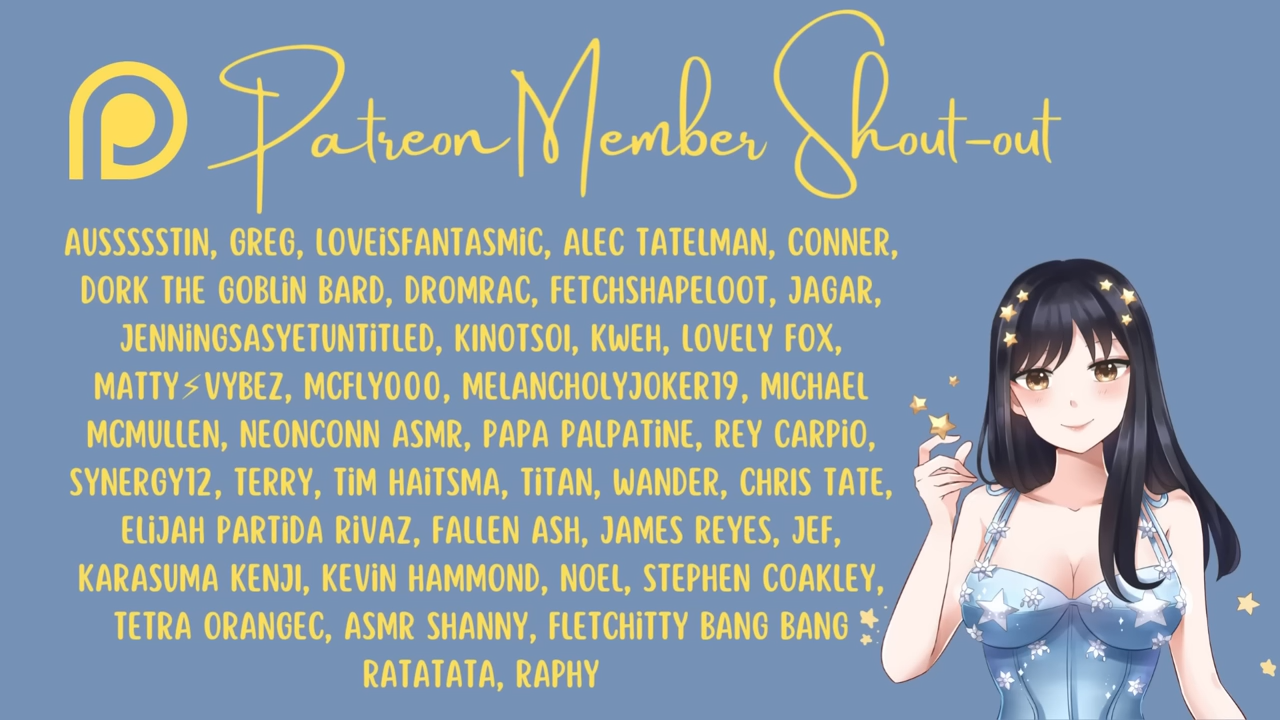 Patreon Member Shout-out
AUSSSSSTIN, GREG, LOVEiSFANTASMiC, ALEC TATELMAN, CONNER,
DORK THE GOBLiN BARD, DROMRAC, FETCHSHAPELOOT, JAGAR,
JENNiNGSASYETUNTiTLED, KINOTSOI, KWEH, LOVELY FOX,
MATTY⚡VYBEZ, MCFLY000, MELANCHOLYJOKER19, MICHAEL
MCMULLEN, NEONCONN ASMR, PAPA PALPATiNE, REY CARPiO,
SYNERGY12, TERRY, TiM HAiTSMA, TiTAN, WANDER, CHRIS TATE,
ELiJAH PARTiDA RiVAZ, FALLEN ASH, JAMES REYES, JEF,
KARASUMA KENJI, KEViN HAMMOND, NOEL, STEPHEN COAKLEY,
TETRA ORANGEC, ASMR SHANNY, FLETCHiTTY BANG BANG
RATATATA, RAPHY